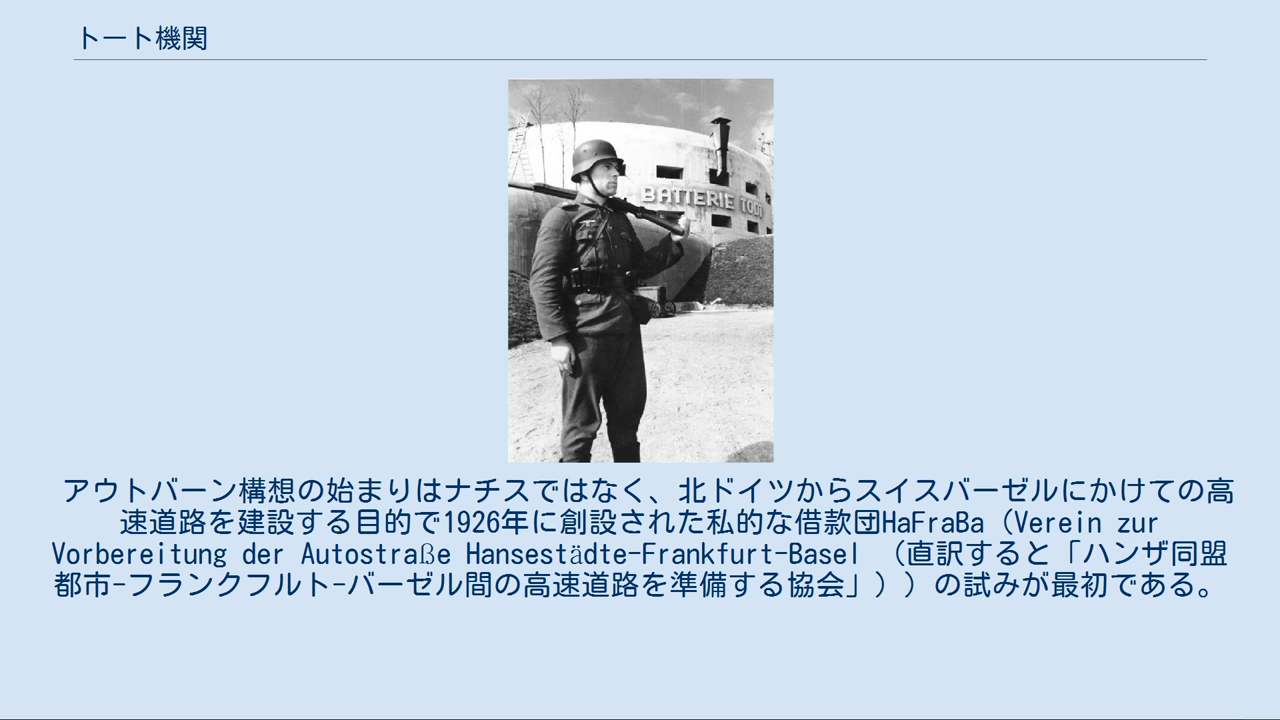 トート機関
BATTERIE TODT
アウトバーン構想の始まりはナチスではなく、北ドイツからスイスバーゼルにかけての高
速道路を建設する目的で1926年に創設された私的な借款団HaFraBa（Verein zur
Vorbereitung der Autostraße Hansestädte-Frankfurt-Basel （直訳すると「ハンザ同盟
都市-フランクフルト-バーゼル間の高速道路を準備する協会」））の試みが最初である。